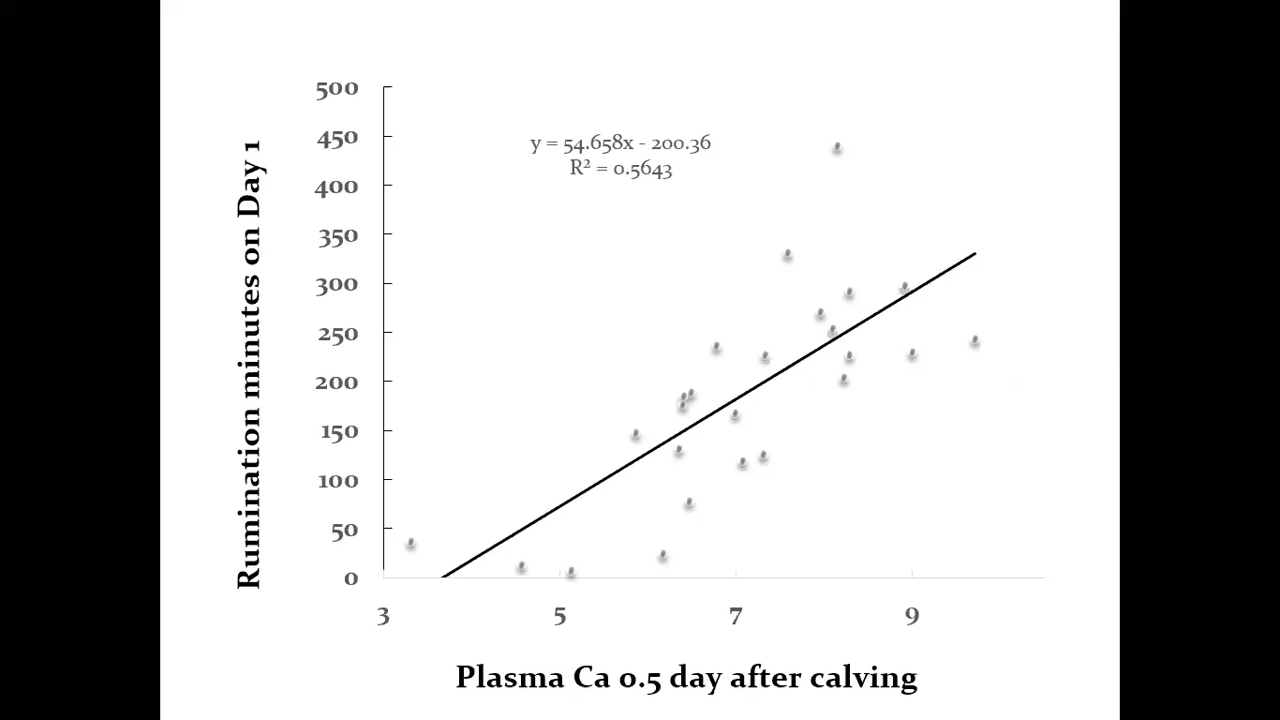 500
450
400
350
300
250
200
150
100
50
0
Rumination minutes on Day 1
y = 54.658x - 200.36
R² = 0.5643
3 5 7 9
Plasma Ca 0.5 day after calving